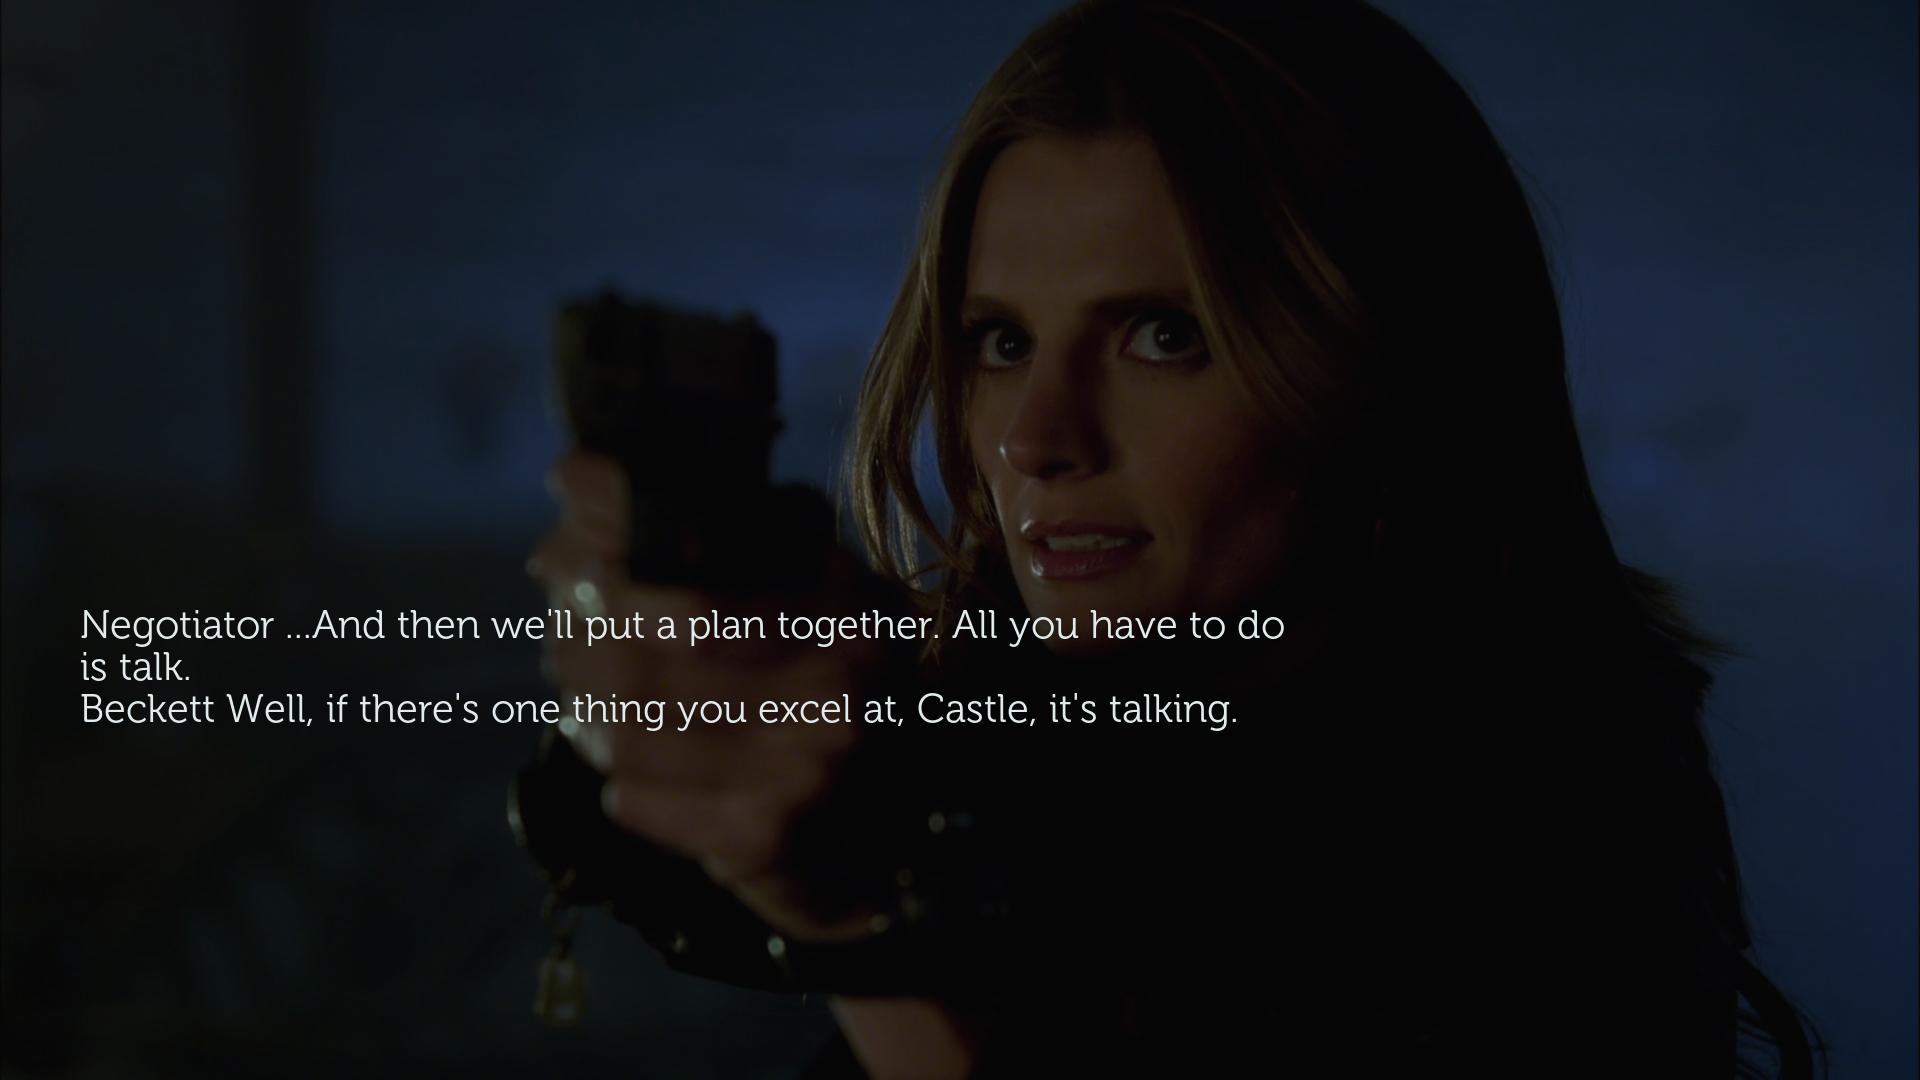 Negotiator ...And then we'll put a plan together. All you have to do
is talk.
Beckett Well, if there's one thing you excel at, Castle, it's talking.